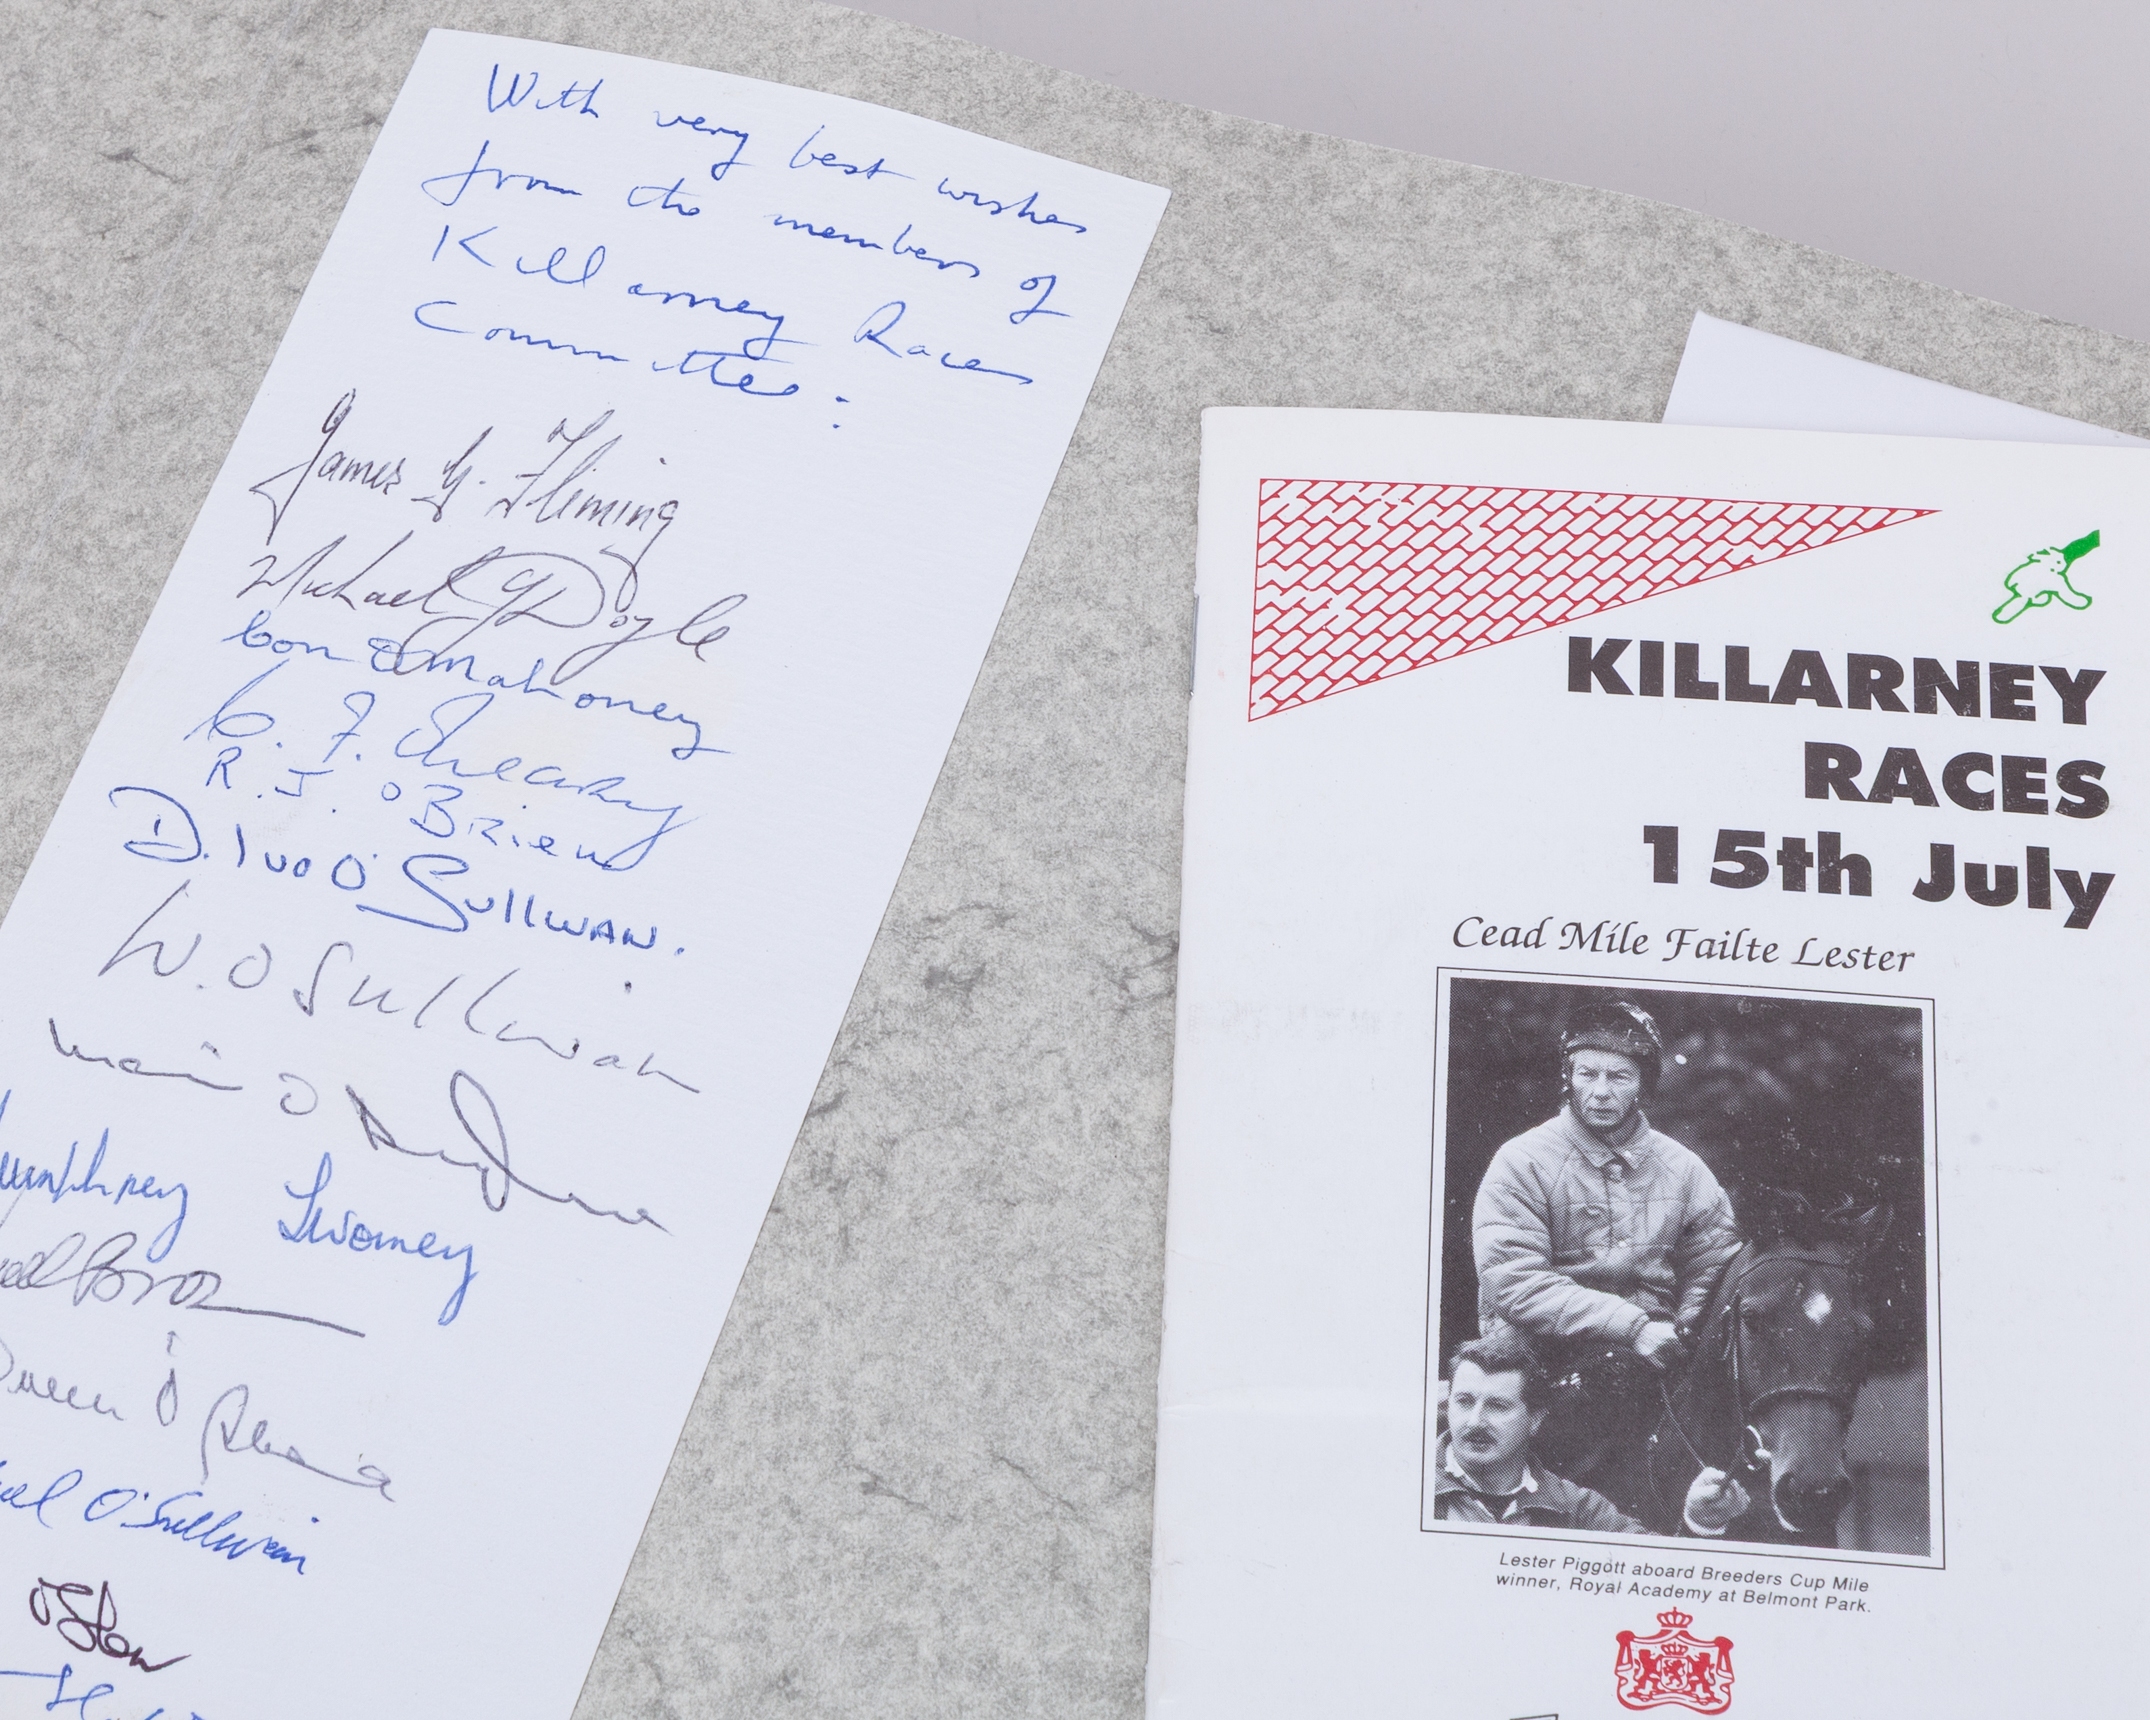 With very best wishes
from the members of
Killarney Races
Committee:
James G. Fleming
Michael G Doyle
Con O'Mahoney
R.J. O'Brien
D. Ivo O'Sullivan.
W. O Sullivan
Humphrey Twomey
O'Sullivan
KILLARNEY
RACES
15th July
Cead Míle Failte Lester
Lester Piggott aboard Breeders Cup Mile
winner, Royal Academy at Belmont Park.